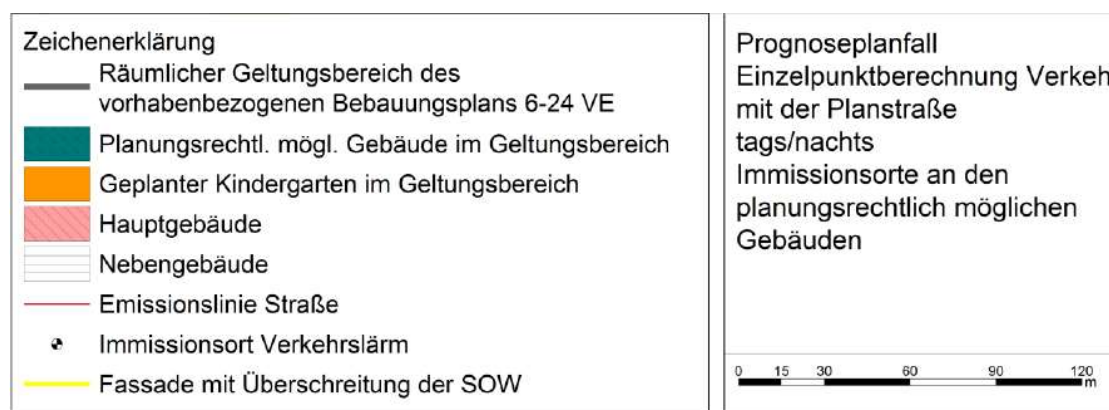 Zeichenerklärung
Räumlicher Geltungsbereich des
vorhabenbezogenen Bebauungsplans 6-24 VE
Planungsrechtl. mögl. Gebäude im Geltungsbereich
Geplanter Kindergarten im Geltungsbereich
Hauptgebäude
Nebengebäude
Emissionslinie Straße
Immissionsort Verkehrslärm
Fassade mit Überschreitung der SOW
Prognoseplanfall
Einzelpunktberechnung Verkeh
mit der Planstraße
tags/nachts
Immissionsorte an den
planungsrechtlich möglichen
Gebäuden
0 15 30 60 90 120
m